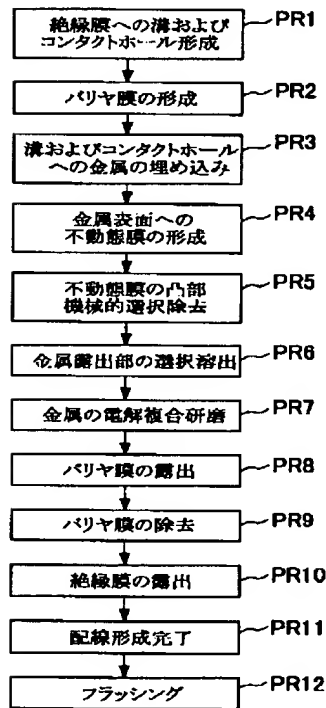 絶縁膜への溝および
コンタクトホール形成
PR1
バリヤ膜の形成
PR2
溝およびコンタクトホール
への金属の埋め込み
PR3
金属表面への
不動態膜の形成
PR4
不動態膜の凸部
機械的選択除去
PR5
金属露出部の選択溶出
PR6
金属の電解複合研磨
PR7
バリヤ膜の露出
PR8
バリヤ膜の除去
PR9
絶縁膜の露出
PR10
配線形成完了
PR11
フラッシング
PR12